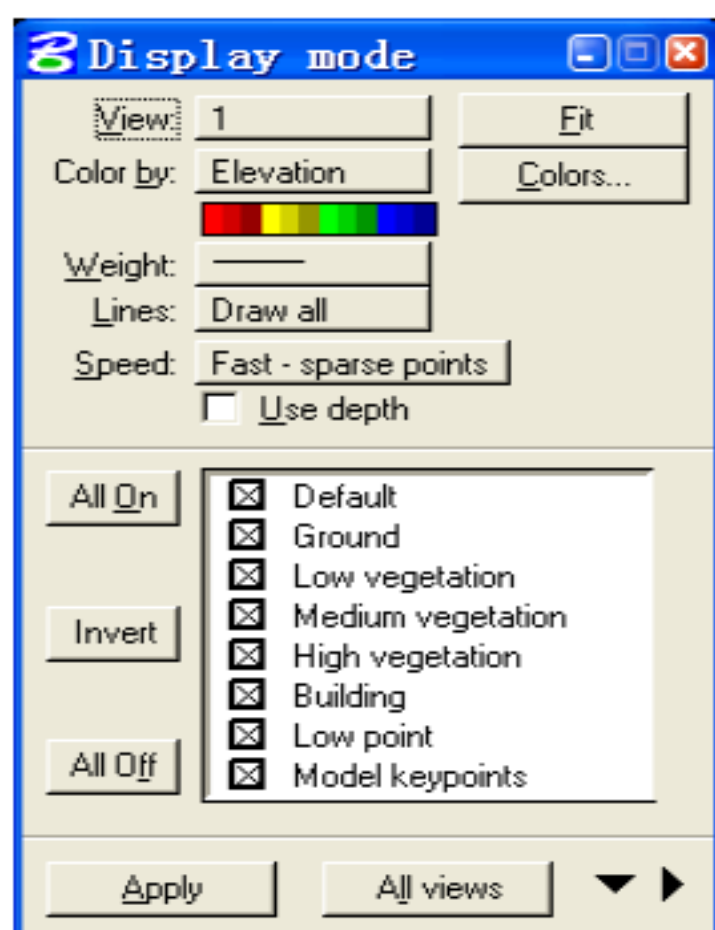 Display mode
View: 1 Fit
Color by: Elevation Colors...
Weight:
Lines: Draw all
Speed: Fast - sparse points
Use depth
All On
Default
Ground
Low vegetation
Invert
Medium vegetation
High vegetation
Building
All Off
Low point
Model keypoints
Apply All views